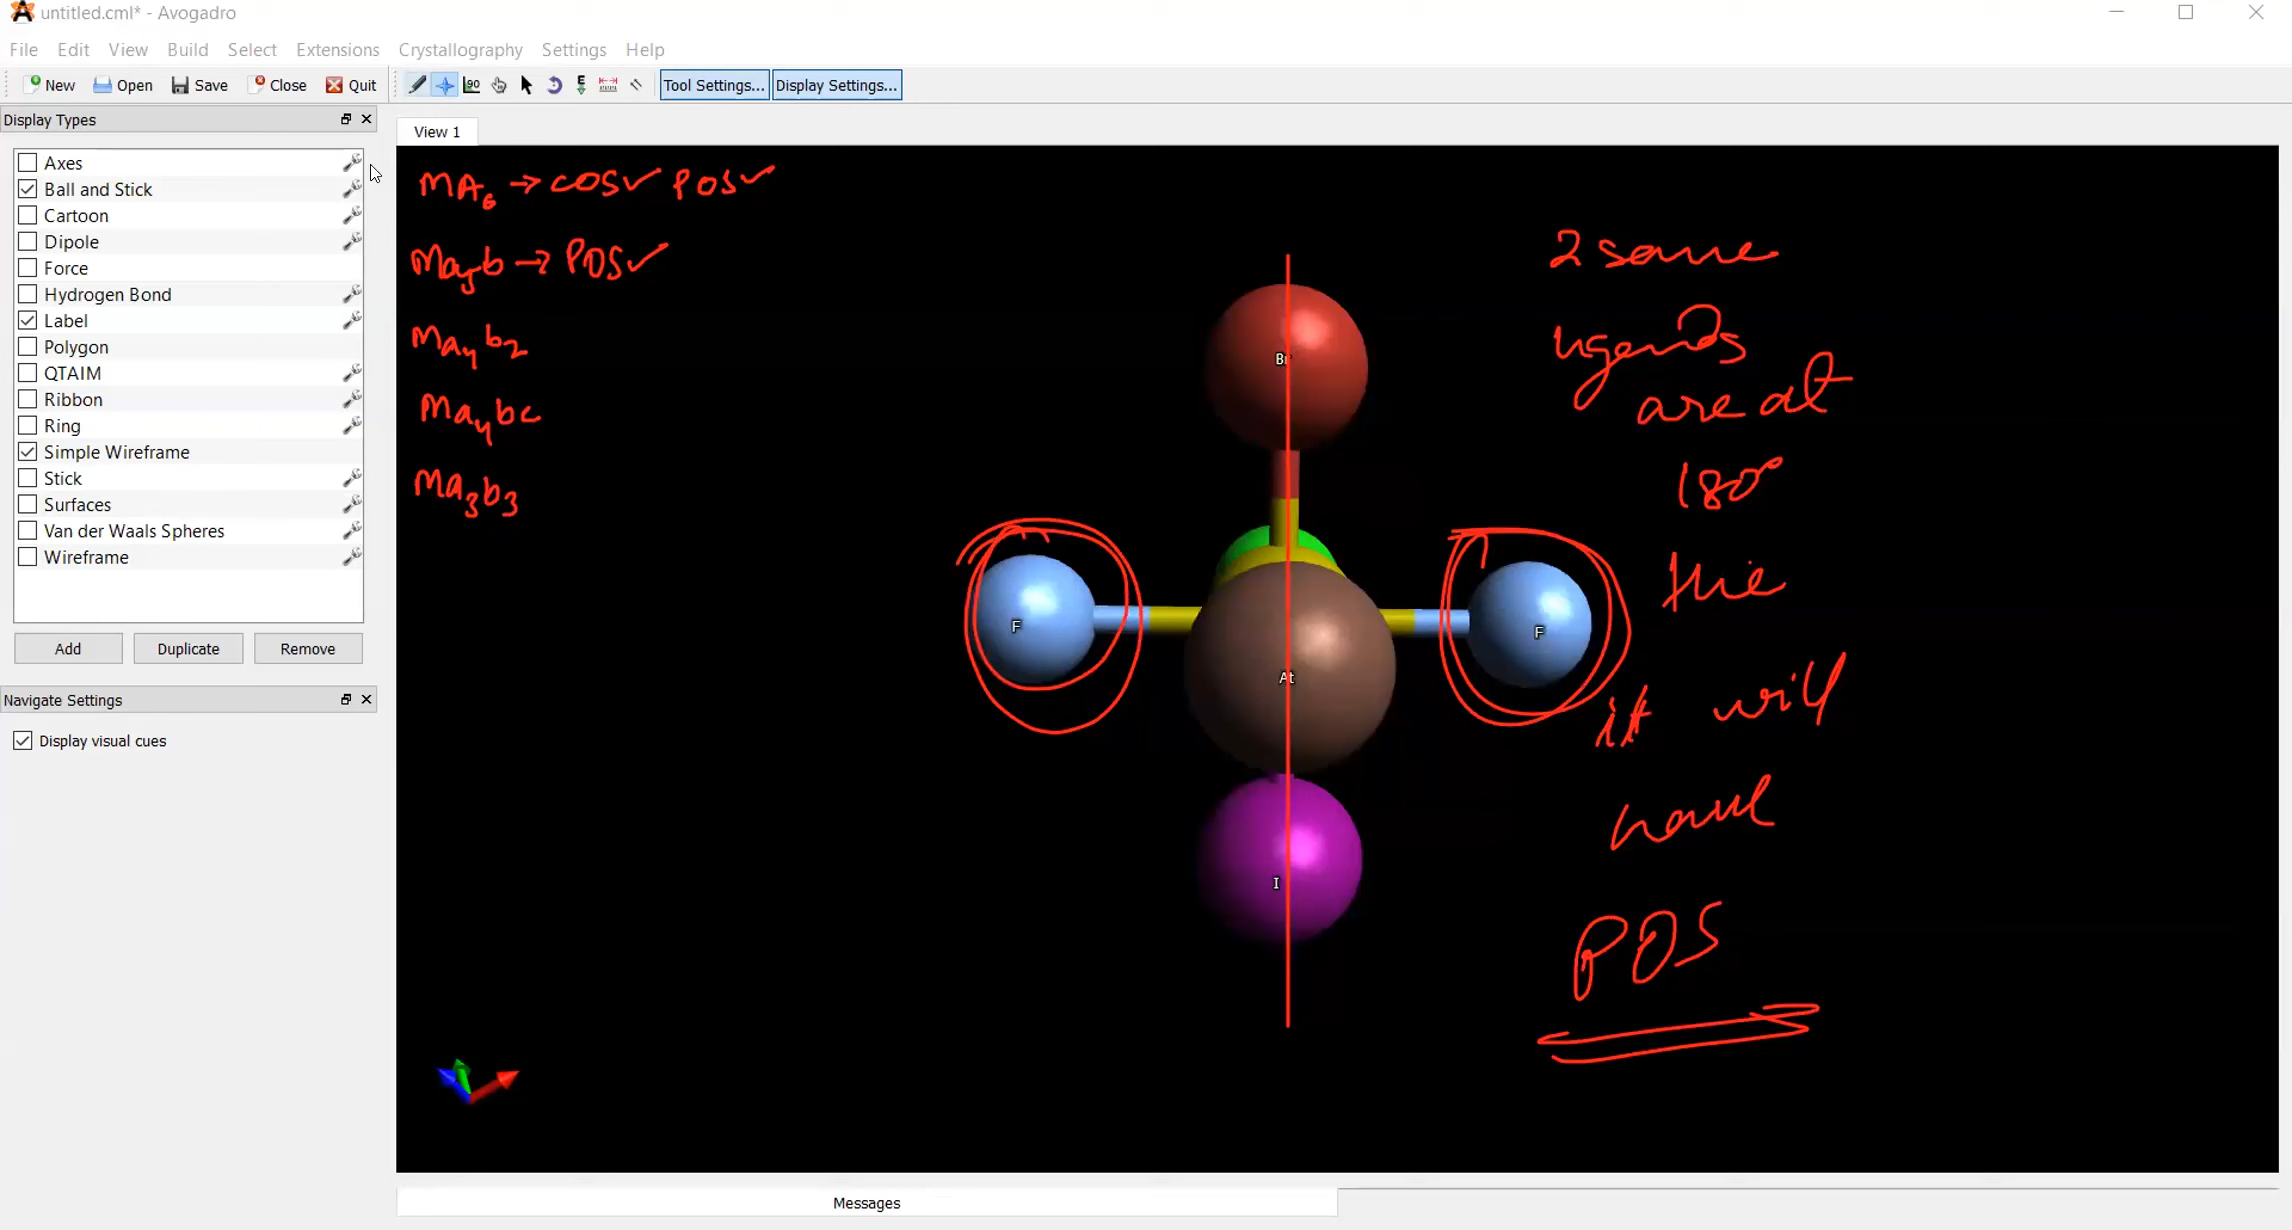 untitled.cml* - Avogadro
File Edit View Build Select Extensions Crystallography Settings Help
New Open Save Close Quit 90 E Tool Settings... Display Settings...
Display Types
View 1
Axes
Ball and Stick
Cartoon
Dipole
Force
Hydrogen Bond
Label
Polygon
QTAIM
Ribbon
Ring
Simple Wireframe
Stick
Surfaces
Van der Waals Spheres
Wireframe
Add Duplicate Remove
Navigate Settings
Display visual cues
MA6 → COS✓ POS✓
Ma5b → POS✓
Ma4b2
Ma4bc
Ma3b3
Br
F
F
At
I
2 same
ligands
are at
180°
the
it will
have
POS
Messages